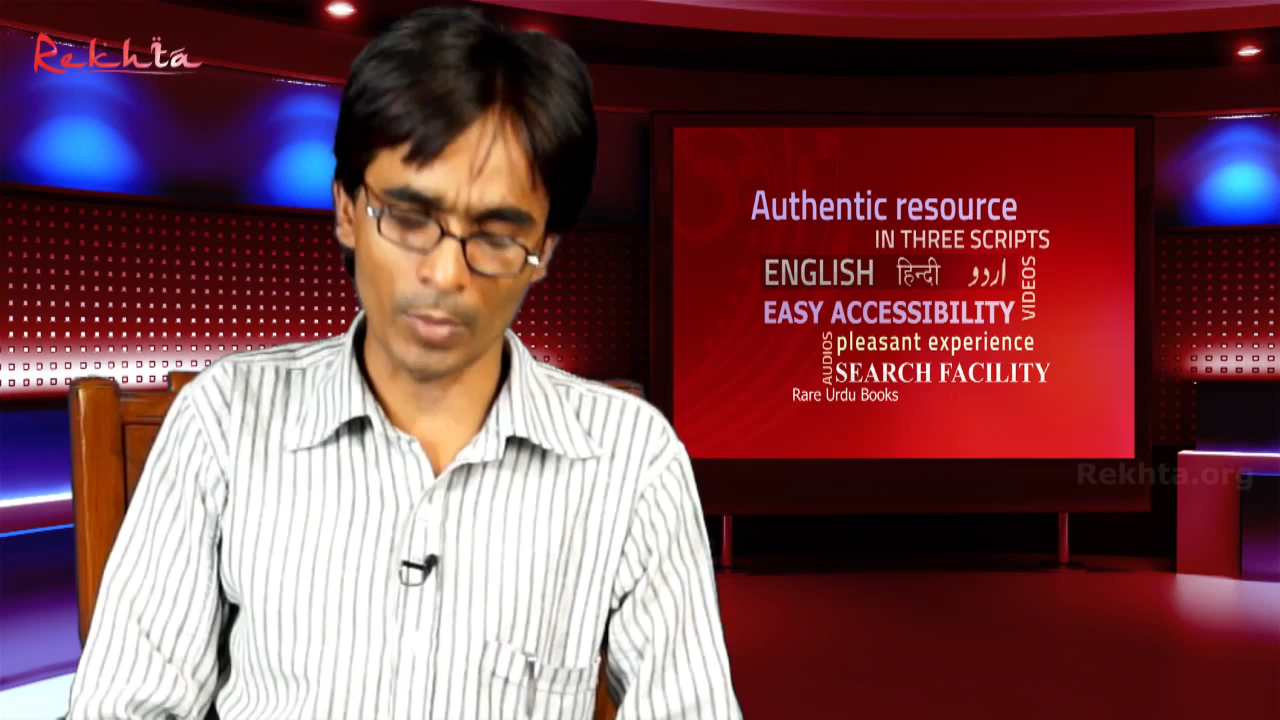 Rekhta
Authentic resource
IN THREE SCRIPTS
ENGLISH हिन्दी اردو
VIDEOS
EASY ACCESSIBILITY
pleasant experience
AUDIOS
SEARCH FACILITY
Rare Urdu Books
Rekhta.org